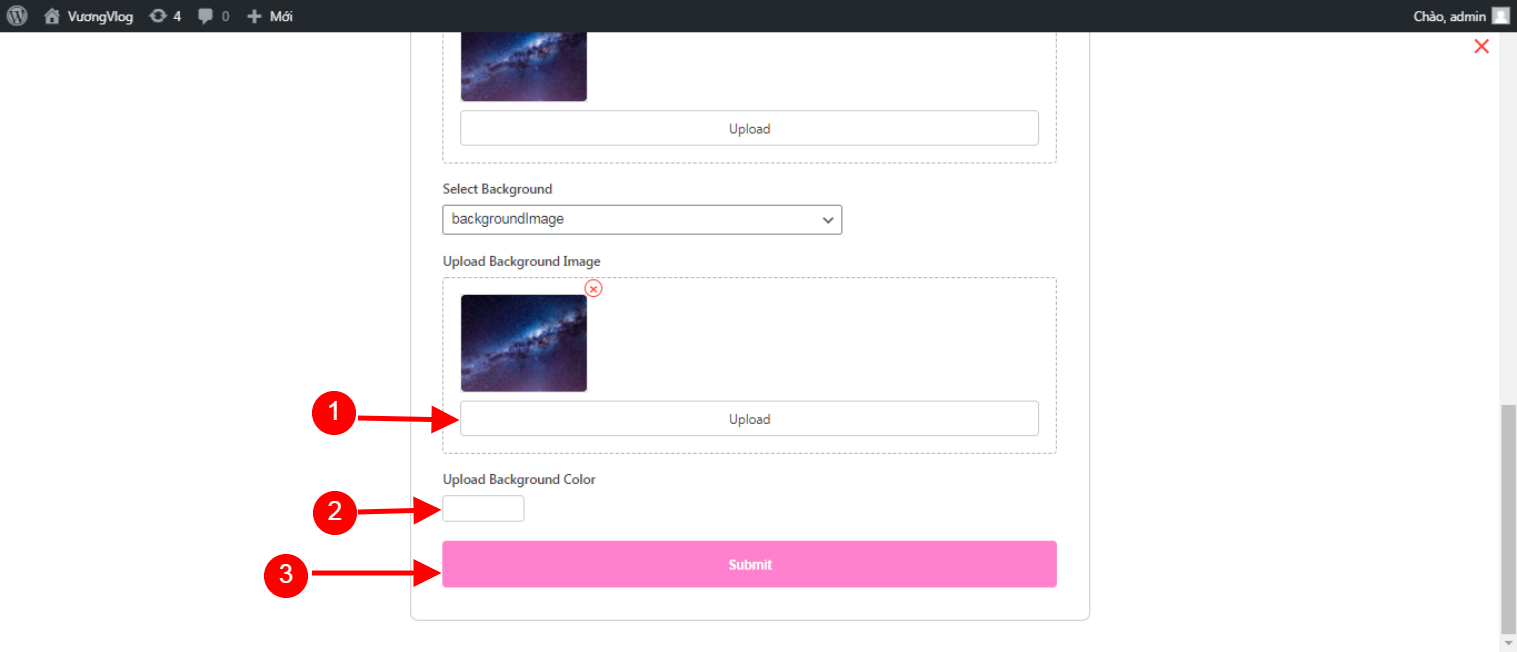 VươngVlog 4 0 Mới Chào, admin
Upload
Select Background
backgroundImage
Upload Background Image
1 Upload
Upload Background Color
2
3 Submit